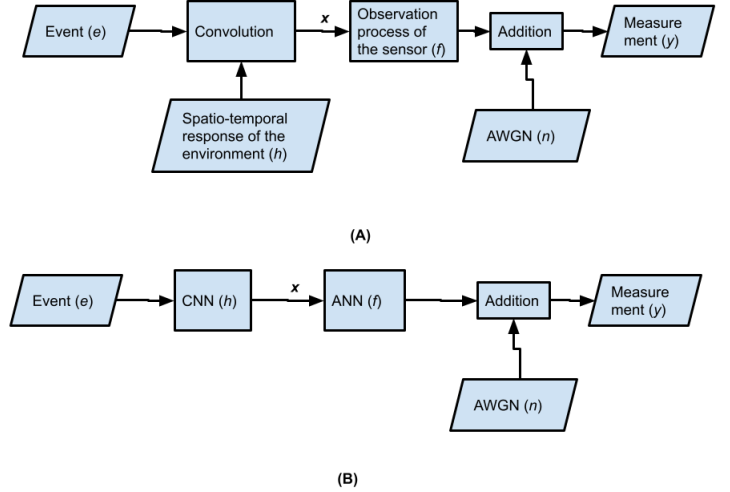 Event (e)
Convolution
x
Observation
process of
the sensor (f)
Addition
Measure
ment (y)
Spatio-temporal
response of the
environment (h)
AWGN (n)
(A)
Event (e)
CNN (h)
x
ANN (f)
Addition
Measure
ment (y)
AWGN (n)
(B)